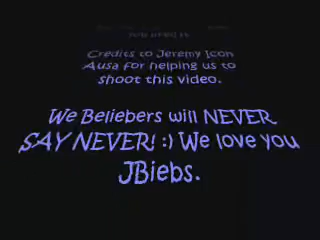 Credits to Jeremy Icon
Ausa for helping us to
shoot this video.
We Beliebers will NEVER
SAY NEVER! :) We love you
JBiebs.